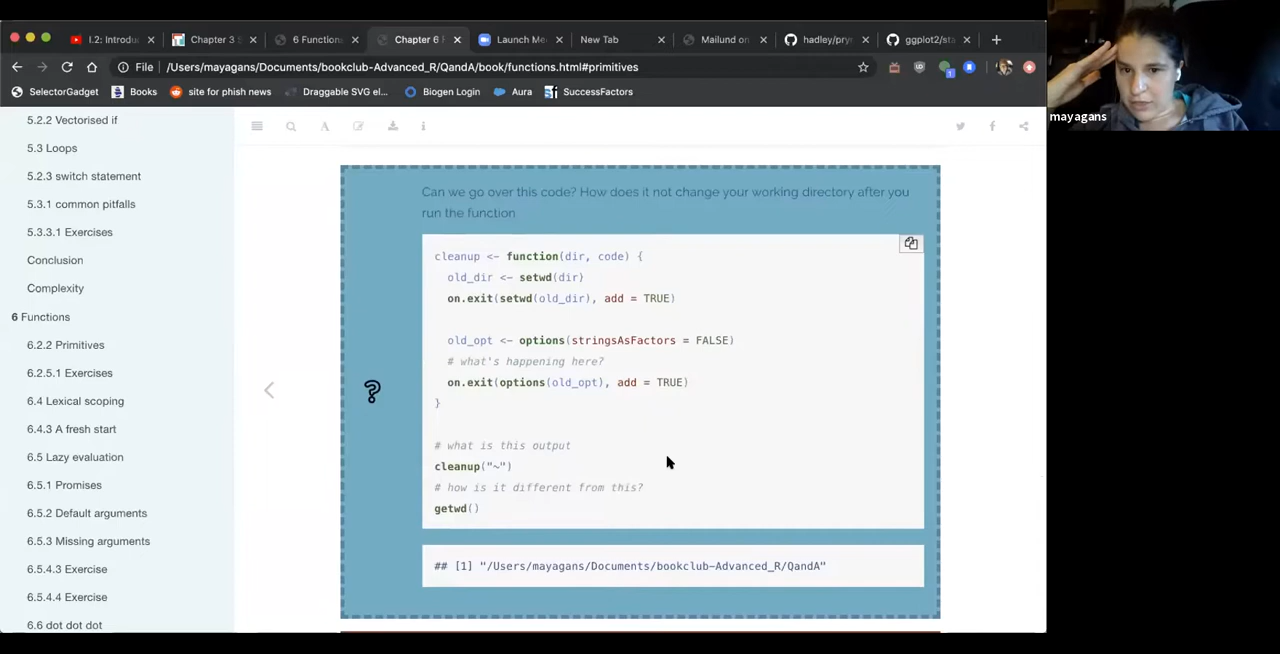 I.2: Introdu
Chapter 3 S
6 Functions
Chapter 6 F
Launch Me
New Tab
Mailund on
hadley/pry
ggplot2/sta
File
/Users/mayagans/Documents/bookclub-Advanced_R/QandA/book/functions.html#primitives
SelectorGadget
Books
site for phish news
Draggable SVG el...
Biogen Login
Aura
SuccessFactors
mayagans
5.2.2 Vectorised if
5.3 Loops
5.2.3 switch statement
5.3.1 common pitfalls
5.3.3.1 Exercises
Conclusion
Complexity
6 Functions
6.2.2 Primitives
6.2.5.1 Exercises
6.4 Lexical scoping
6.4.3 A fresh start
6.5 Lazy evaluation
6.5.1 Promises
6.5.2 Default arguments
6.5.3 Missing arguments
6.5.4.3 Exercise
6.5.4.4 Exercise
6.6 dot dot dot
Can we go over this code? How does it not change your working directory after you
run the function
cleanup <- function(dir, code) {
old_dir <- setwd(dir)
on.exit(setwd(old_dir), add = TRUE)
old_opt <- options(stringsAsFactors = FALSE)
# what's happening here?
on.exit(options(old_opt), add = TRUE)
}
# what is this output
cleanup("~")
# how is it different from this?
getwd()
## [1] "/Users/mayagans/Documents/bookclub-Advanced_R/QandA"